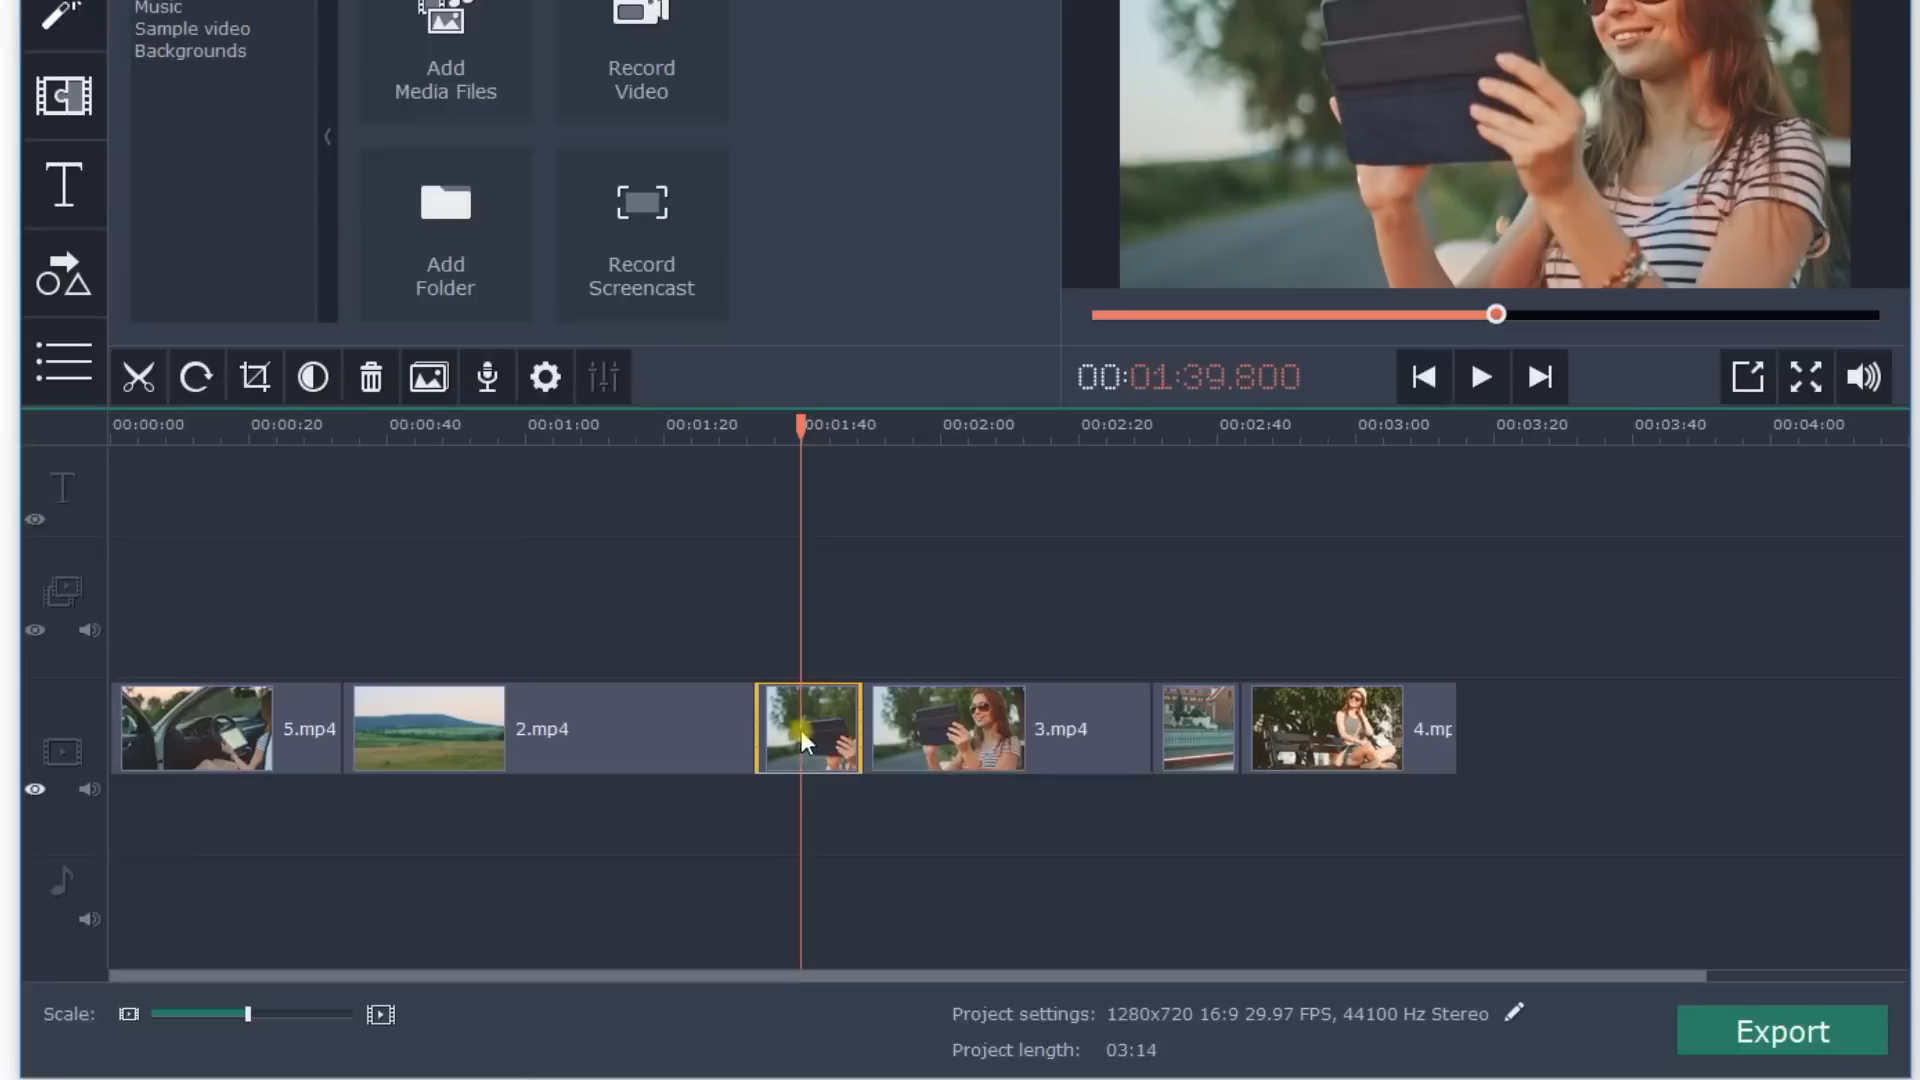 Music
Sample video
Backgrounds
Add
Media Files
Record
Video
Add
Folder
Record
Screencast
00:01:39.800
00:00:00 00:00:20 00:00:40 00:01:00 00:01:20 00:01:40 00:02:00 00:02:20 00:02:40 00:03:00 00:03:20 00:03:40 00:04:00
5.mp4 2.mp4 3.mp4 4.mp
Scale:
Project settings: 1280x720 16:9 29.97 FPS, 44100 Hz Stereo
Project length: 03:14
Export